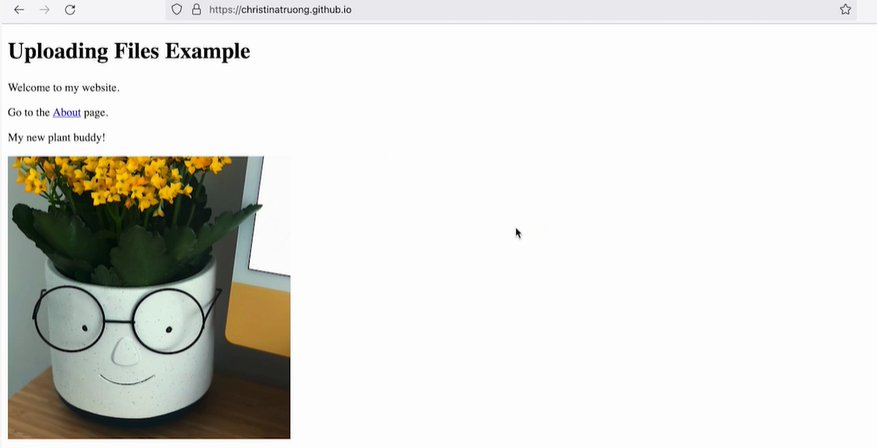 https://christinatruong.github.io
Uploading Files Example
Welcome to my website.
Go to the About page.
My new plant buddy!